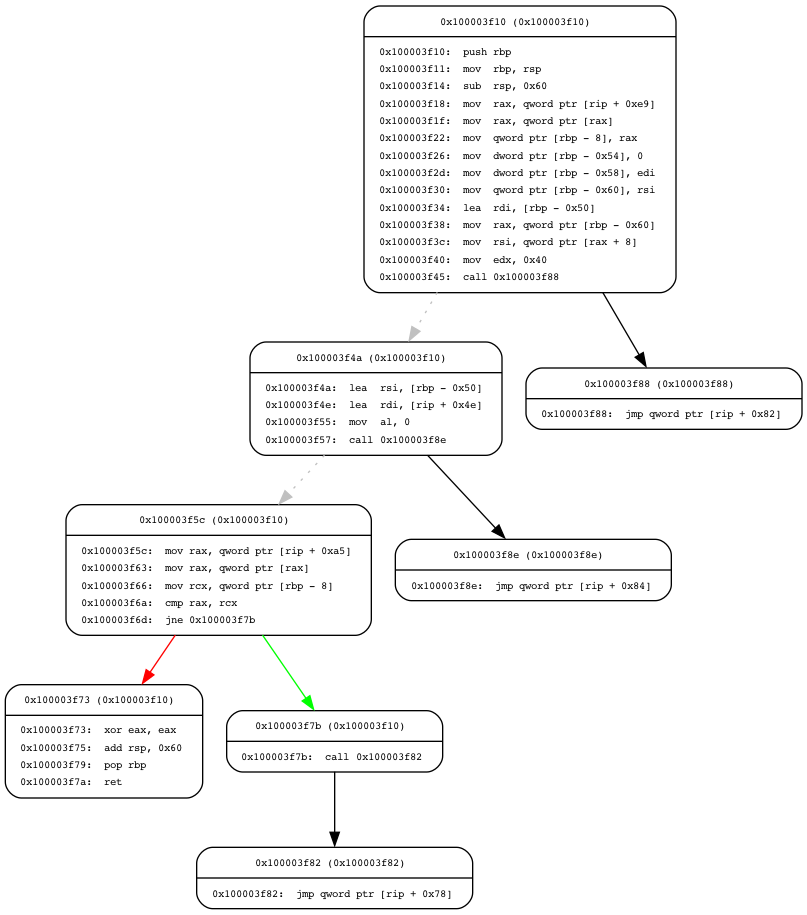 0x100003f10 (0x100003f10)
0x100003f10: push rbp
0x100003f11: mov rbp, rsp
0x100003f14: sub rsp, 0x60
0x100003f18: mov rax, qword ptr [rip + 0xe9]
0x100003f1f: mov rax, qword ptr [rax]
0x100003f22: mov qword ptr [rbp - 8], rax
0x100003f26: mov dword ptr [rbp - 0x54], 0
0x100003f2d: mov dword ptr [rbp - 0x58], edi
0x100003f30: mov qword ptr [rbp - 0x60], rsi
0x100003f34: lea rdi, [rbp - 0x50]
0x100003f38: mov rax, qword ptr [rbp - 0x60]
0x100003f3c: mov rsi, qword ptr [rax + 8]
0x100003f40: mov edx, 0x40
0x100003f45: call 0x100003f88
0x100003f4a (0x100003f10)
0x100003f4a: lea rsi, [rbp - 0x50]
0x100003f4e: lea rdi, [rip + 0x4e]
0x100003f55: mov al, 0
0x100003f57: call 0x100003f8e
0x100003f88 (0x100003f88)
0x100003f88: jmp qword ptr [rip + 0x82]
0x100003f5c (0x100003f10)
0x100003f5c: mov rax, qword ptr [rip + 0xa5]
0x100003f63: mov rax, qword ptr [rax]
0x100003f66: mov rcx, qword ptr [rbp - 8]
0x100003f6a: cmp rax, rcx
0x100003f6d: jne 0x100003f7b
0x100003f8e (0x100003f8e)
0x100003f8e: jmp qword ptr [rip + 0x84]
0x100003f73 (0x100003f10)
0x100003f73: xor eax, eax
0x100003f75: add rsp, 0x60
0x100003f79: pop rbp
0x100003f7a: ret
0x100003f7b (0x100003f10)
0x100003f7b: call 0x100003f82
0x100003f82 (0x100003f82)
0x100003f82: jmp qword ptr [rip + 0x78]